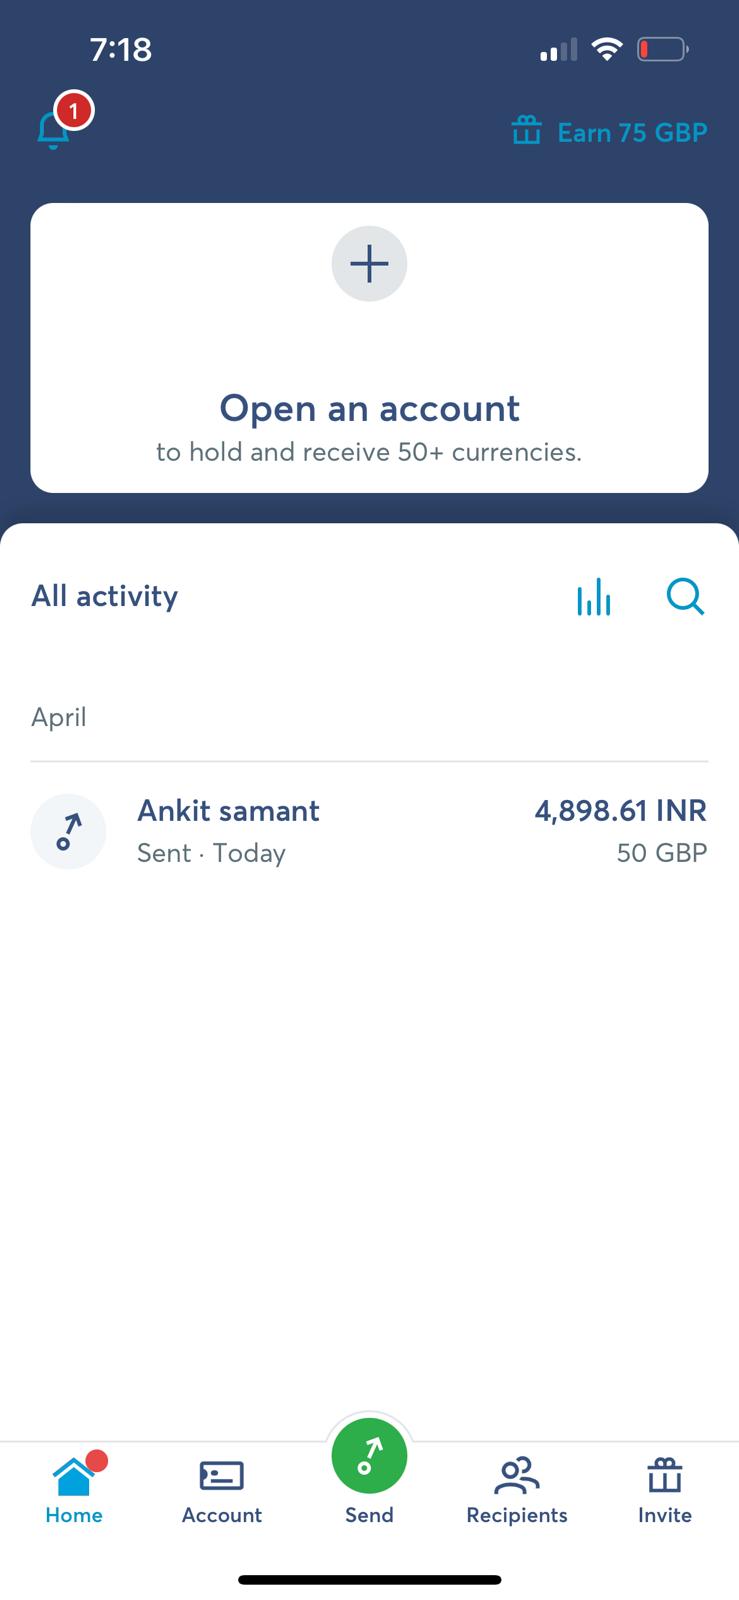 7:18
1
Earn 75 GBP
Open an account
to hold and receive 50+ currencies.
All activity
April
Ankit samant 4,898.61 INR
Sent · Today 50 GBP
Home Account Send Recipients Invite